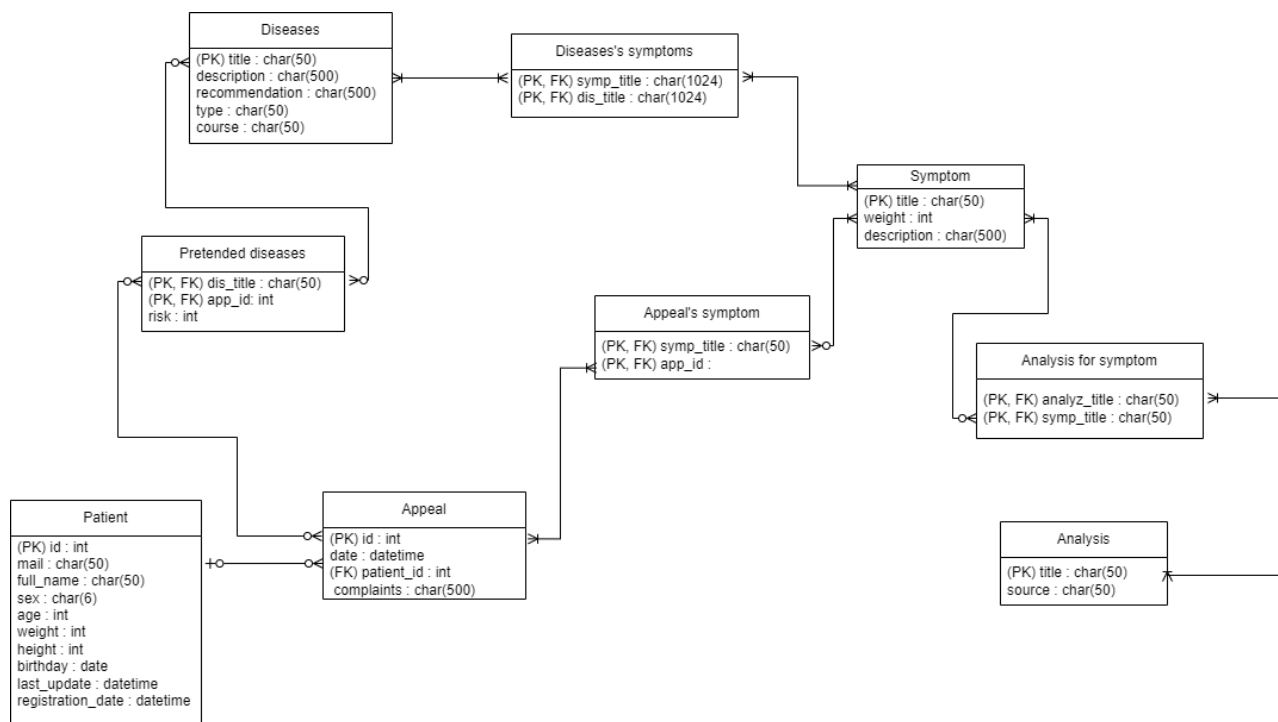 Diseases
(PK) title : char(50)
description : char(500)
recommendation : char(500)
type : char(50)
course : char(50)
Diseases's symptoms
(PK, FK) symp_title : char(1024)
(PK, FK) dis_title : char(1024)
Symptom
(PK) title : char(50)
weight : int
description : char(500)
Pretended diseases
(PK, FK) dis_title : char(50)
(PK, FK) app_id: int
risk : int
Appeal's symptom
(PK, FK) symp_title : char(50)
(PK, FK) app_id :
Analysis for symptom
(PK, FK) analyz_title : char(50)
(PK, FK) symp_title : char(50)
Patient
(PK) id : int
mail : char(50)
full_name : char(50)
sex : char(6)
age : int
weight : int
height : int
birthday : date
last_update : datetime
registration_date : datetime
Appeal
(PK) id : int
date : datetime
(FK) patient_id : int
complaints : char(500)
Analysis
(PK) title : char(50)
source : char(50)